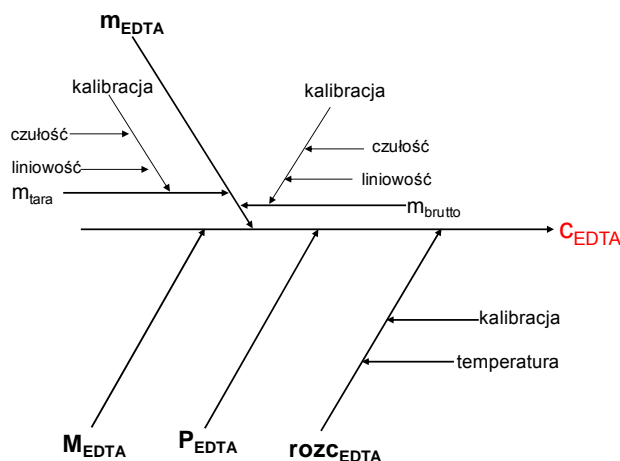 mEDTA
kalibracja
kalibracja
czułość
czułość
liniowość
liniowość
mtara
mbrutto
cEDTA
kalibracja
temperatura
MEDTA
PEDTA
rozcEDTA